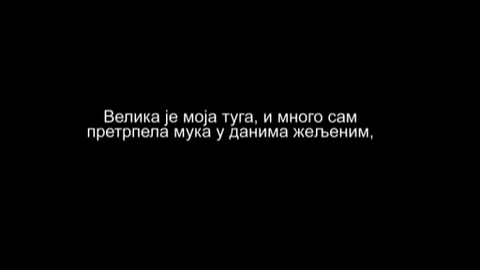 Велика је моја туга, и много сам
претрпела мука у данима жељеним,